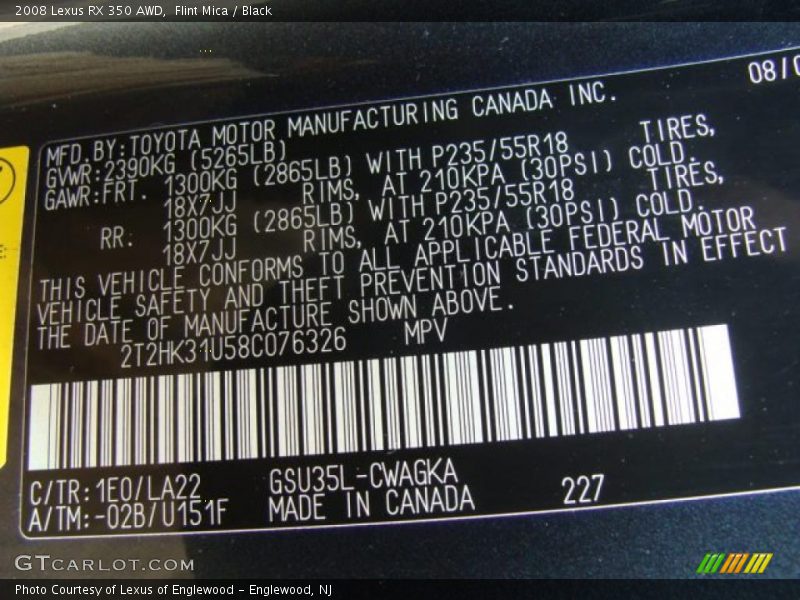 2008 Lexus RX 350 AWD, Flint Mica / Black
08/0
MFD. BY: TOYOTA MOTOR MANUFACTURING CANADA INC.
GVWR: 2390KG (5265LB)
GAWR: FRT. 1300KG (2865LB) WITH P235/55R18 TIRES,
18X7JJ RIMS, AT 210KPA (30PSI) COLD.
RR. 1300KG (2865LB) WITH P235/55R18 TIRES,
18X7JJ RIMS, AT 210KPA (30PSI) COLD.
THIS VEHICLE CONFORMS TO ALL APPLICABLE FEDERAL MOTOR
VEHICLE SAFETY AND THEFT PREVENTION STANDARDS IN EFFECT
THE DATE OF MANUFACTURE SHOWN ABOVE.
2T2HK31U58C076326 MPV
C/TR: 1E0/LA22 GSU35L-CWAGKA
A/TM: -02B/U151F MADE IN CANADA 227
GTCARLOT.COM
Photo Courtesy of Lexus of Englewood - Englewood, NJ